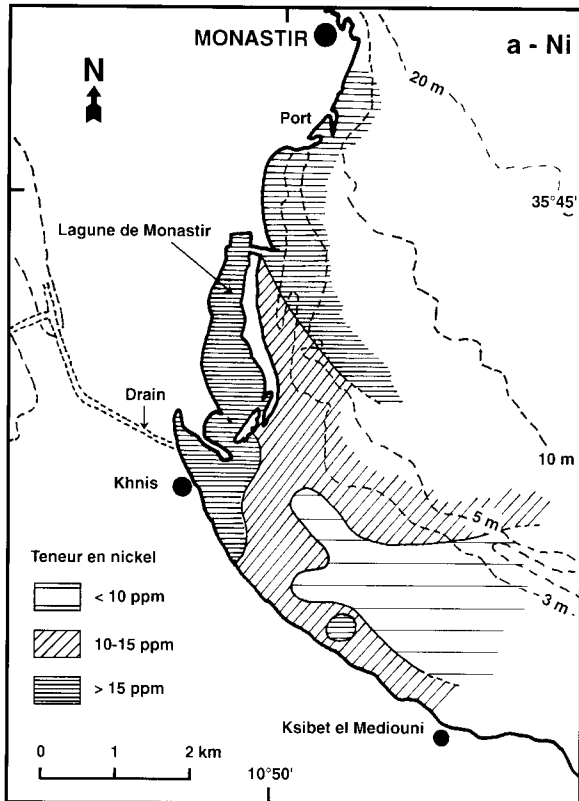 MONASTIR
a - Ni
N
20 m
Port
35°45'
Lagune de Monastir
Drain
10 m
Khnis
5 m
3 m
Teneur en nickel
< 10 ppm
10-15 ppm
> 15 ppm
Ksibet el Mediouni
0 1 2 km
10°50'